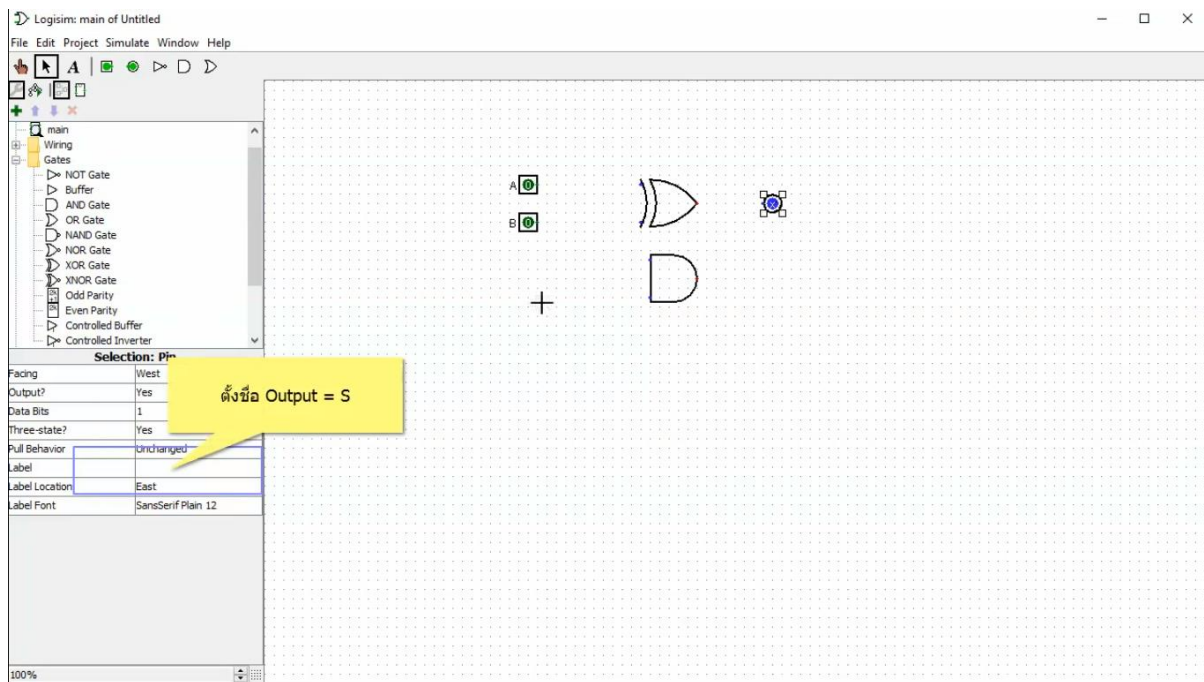 Logisim: main of Untitled
File Edit Project Simulate Window Help
A
main
Wiring
Gates
NOT Gate
Buffer
AND Gate
OR Gate
NAND Gate
NOR Gate
XOR Gate
XNOR Gate
Odd Parity
Even Parity
Controlled Buffer
Controlled Inverter
Selection: Pin
Facing West
Output? Yes
Data Bits 1
Three-state? Yes
Pull Behavior Unchanged
Label
Label Location East
Label Font SansSerif Plain 12
100%
ตั้งชื่อ Output = S
A 0
B 0
x